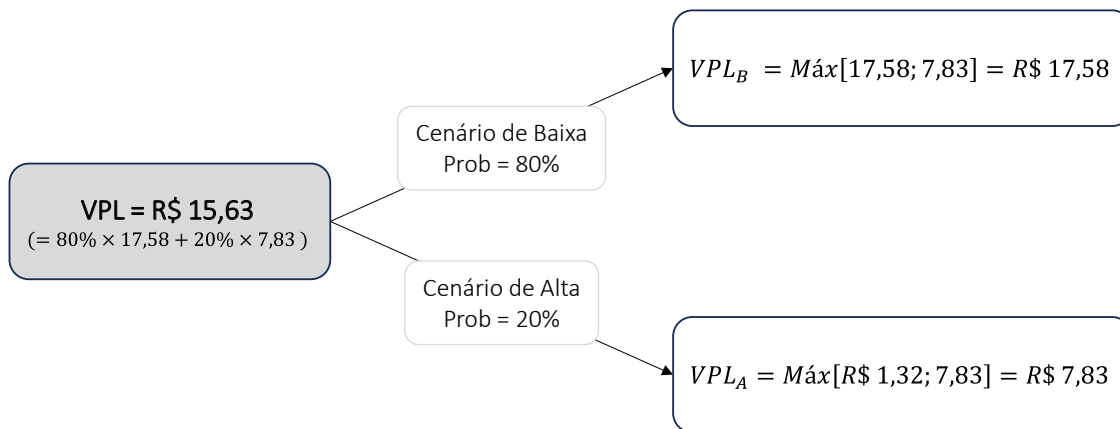 𝑉𝑃𝐿_B = 𝑀á𝑥[17,58; 7,83] = 𝑅$ 17,58
Cenário de Baixa
Prob = 80%
VPL = R$ 15,63
(= 80% × 17,58 + 20% × 7,83 )
Cenário de Alta
Prob = 20%
𝑉𝑃𝐿_A = 𝑀á𝑥[𝑅$ 1,32; 7,83] = 𝑅$ 7,83